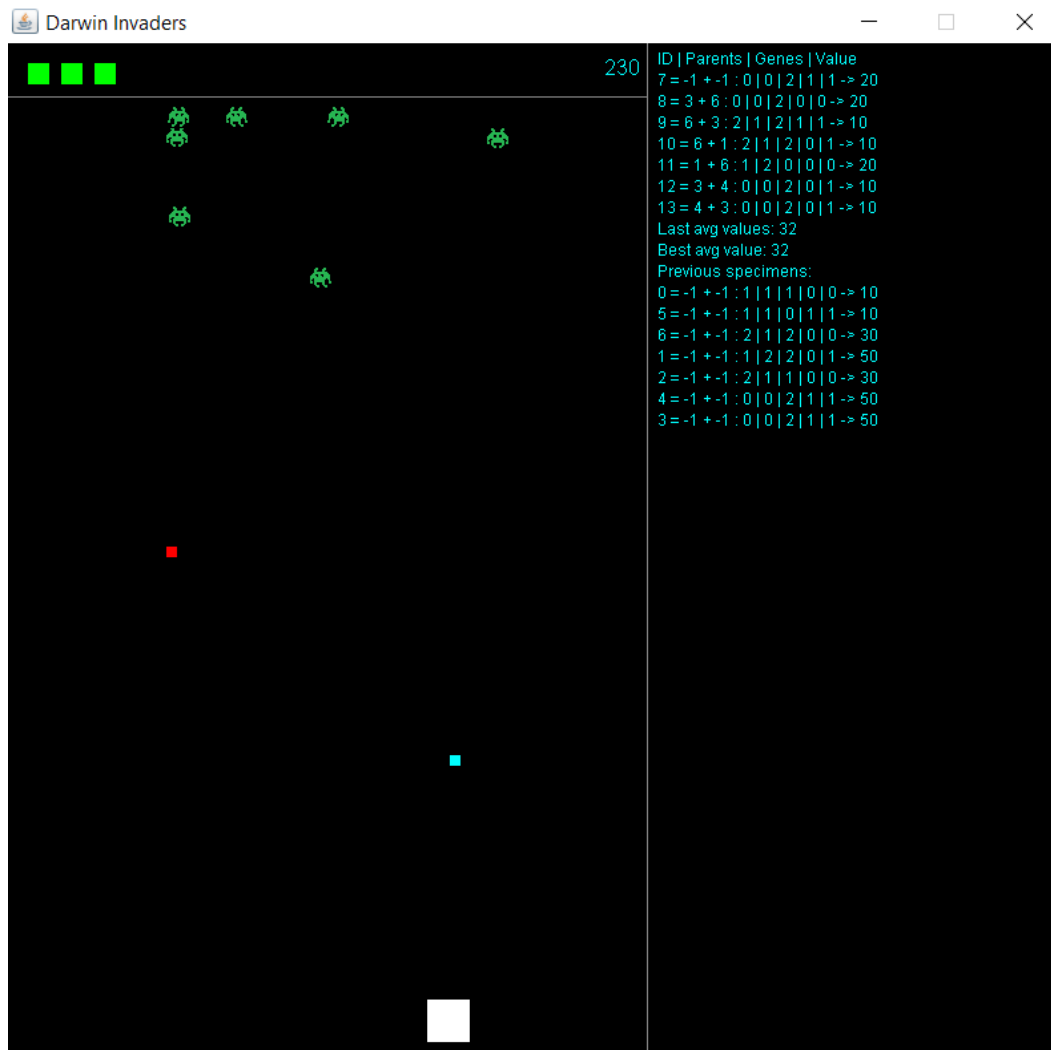 Darwin Invaders
230
ID | Parents | Genes | Value
7 = -1 + -1 : 0 | 0 | 2 | 1 | 1 -> 20
8 = 3 + 6 : 0 | 0 | 2 | 0 | 0 -> 20
9 = 6 + 3 : 2 | 1 | 2 | 1 | 1 -> 10
10 = 6 + 1 : 2 | 1 | 2 | 0 | 1 -> 10
11 = 1 + 6 : 1 | 2 | 0 | 0 | 0 -> 20
12 = 3 + 4 : 0 | 0 | 2 | 0 | 1 -> 10
13 = 4 + 3 : 0 | 0 | 2 | 0 | 1 -> 10
Last avg values: 32
Best avg value: 32
Previous specimens:
0 = -1 + -1 : 1 | 1 | 1 | 0 | 0 -> 10
5 = -1 + -1 : 1 | 1 | 0 | 1 | 1 -> 10
6 = -1 + -1 : 2 | 1 | 2 | 0 | 0 -> 30
1 = -1 + -1 : 1 | 2 | 2 | 0 | 1 -> 50
2 = -1 + -1 : 2 | 1 | 1 | 0 | 0 -> 30
4 = -1 + -1 : 0 | 0 | 2 | 1 | 1 -> 50
3 = -1 + -1 : 0 | 0 | 2 | 1 | 1 -> 50